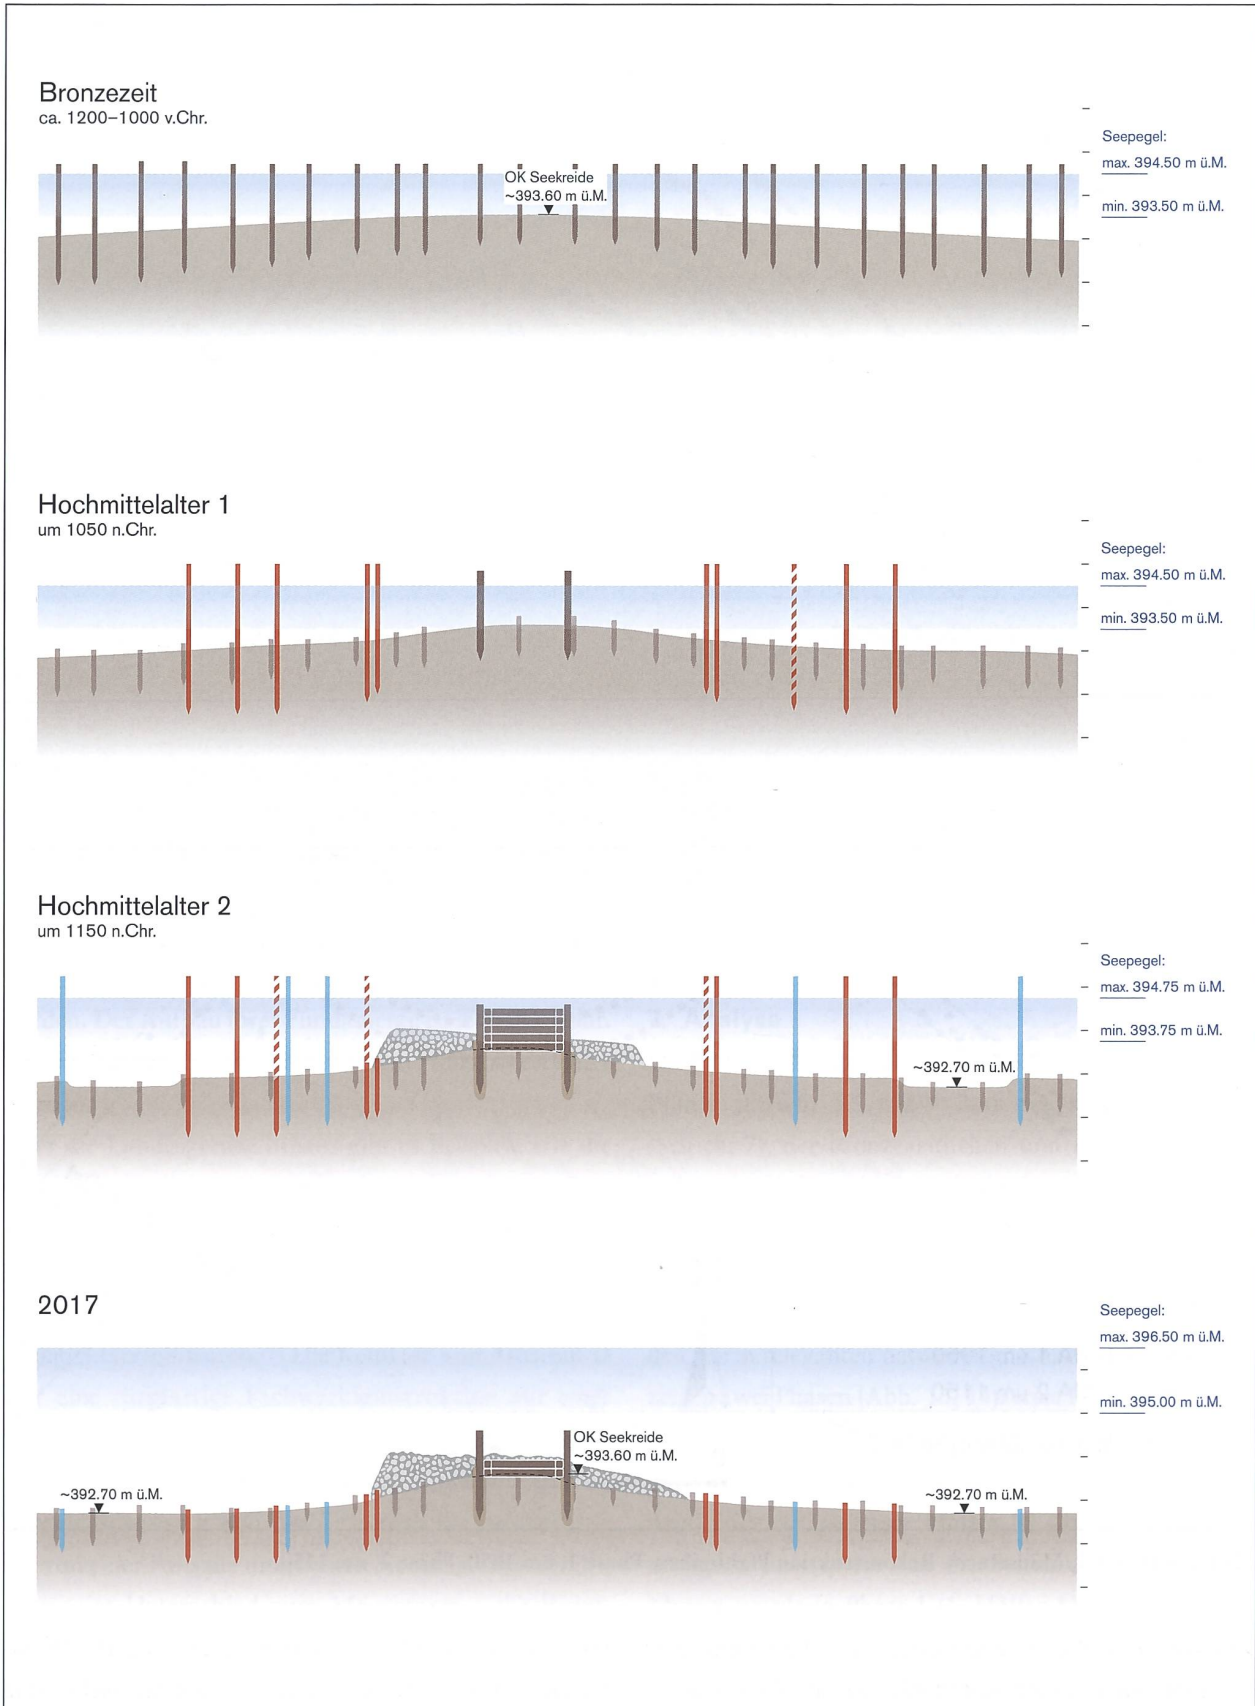 Bronzezeit
ca. 1200–1000 v.Chr.
Seepegel:
max. 394.50 m ü.M.
min. 393.50 m ü.M.
OK Seekreide
~393.60 m ü.M.
Hochmittelalter 1
um 1050 n.Chr.
Seepegel:
max. 394.50 m ü.M.
min. 393.50 m ü.M.
Hochmittelalter 2
um 1150 n.Chr.
Seepegel:
max. 394.75 m ü.M.
min. 393.75 m ü.M.
~392.70 m ü.M.
2017
Seepegel:
max. 396.50 m ü.M.
min. 395.00 m ü.M.
OK Seekreide
~393.60 m ü.M.
~392.70 m ü.M.
~392.70 m ü.M.